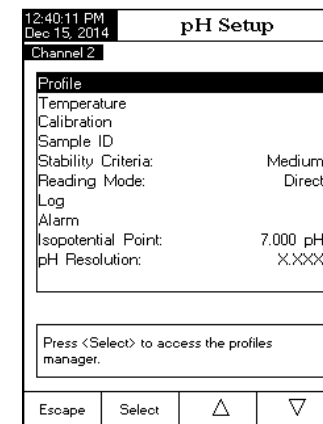 12:40:11 PM
Dec 15, 2014
pH Setup
Channel 2
Profile
Temperature
Calibration
Sample ID
Stability Criteria: Medium
Reading Mode: Direct
Log
Alarm
Isopotential Point: 7.000 pH
pH Resolution: X.XXX
Press <Select> to access the profiles
manager.
Escape Select △ ▽